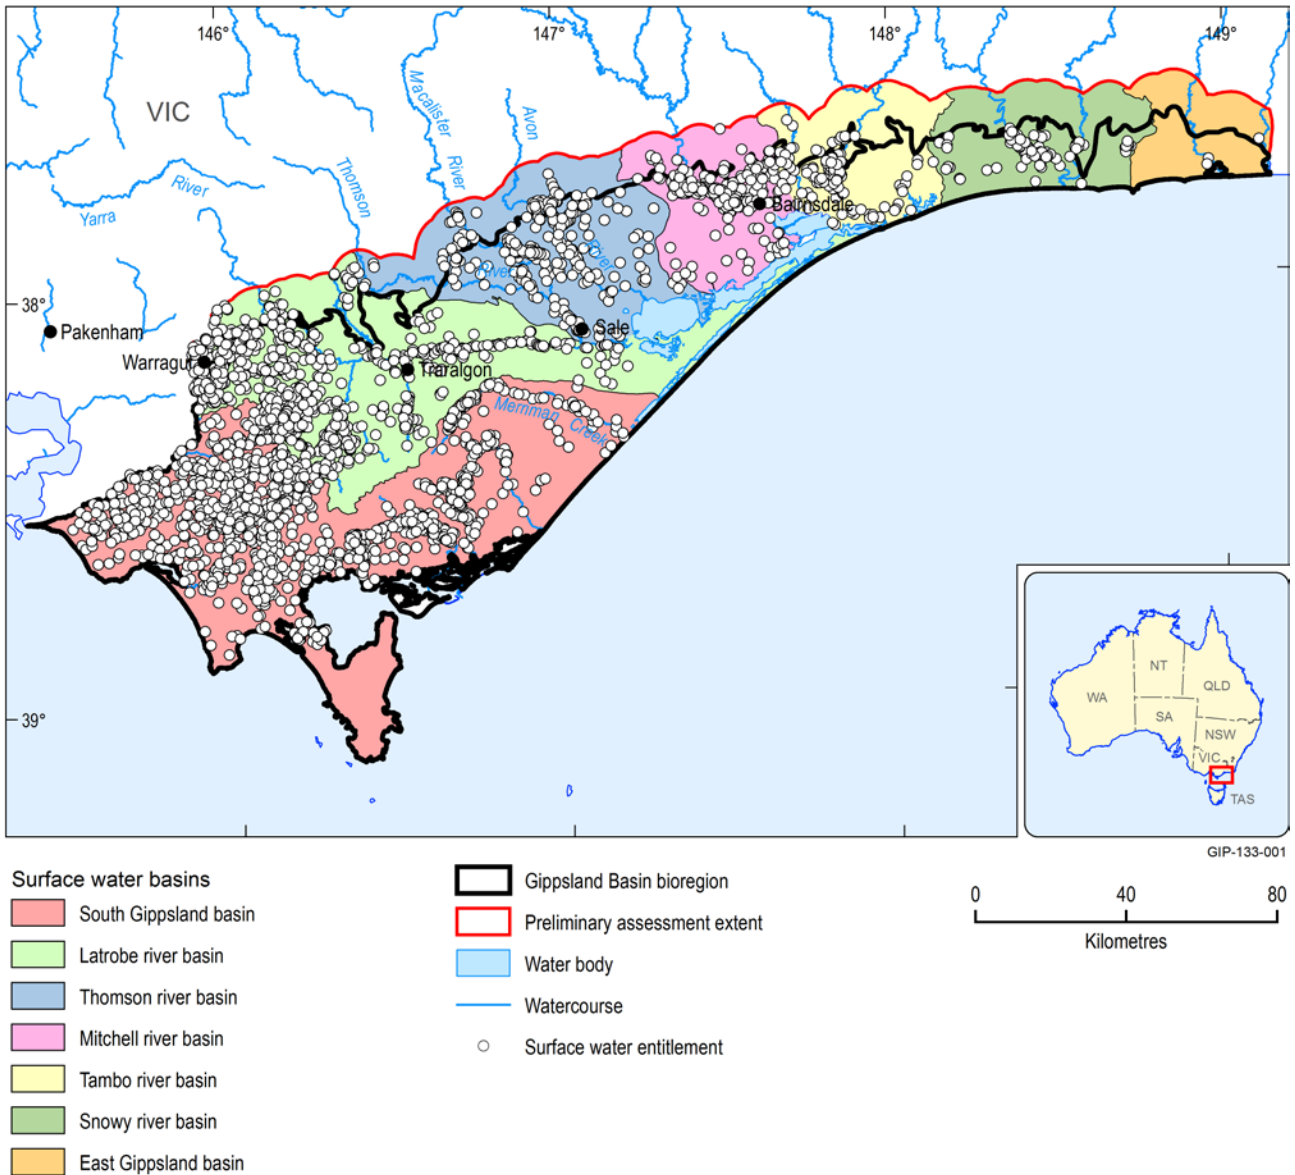 146°
147°
148°
149°
VIC
Macalister
River
Avon
Thomson
River
Yarra
River
River
Bairnsdale
38°
Pakenham
Sale
Warragul
Traralgon
Merriman
Creek
39°
NT
QLD
WA
SA
NSW
VIC
TAS
GIP-133-001
Surface water basins
South Gippsland basin
Latrobe river basin
Thomson river basin
Mitchell river basin
Tambo river basin
Snowy river basin
East Gippsland basin
Gippsland Basin bioregion
Preliminary assessment extent
Water body
Watercourse
Surface water entitlement
0 40 80
Kilometres